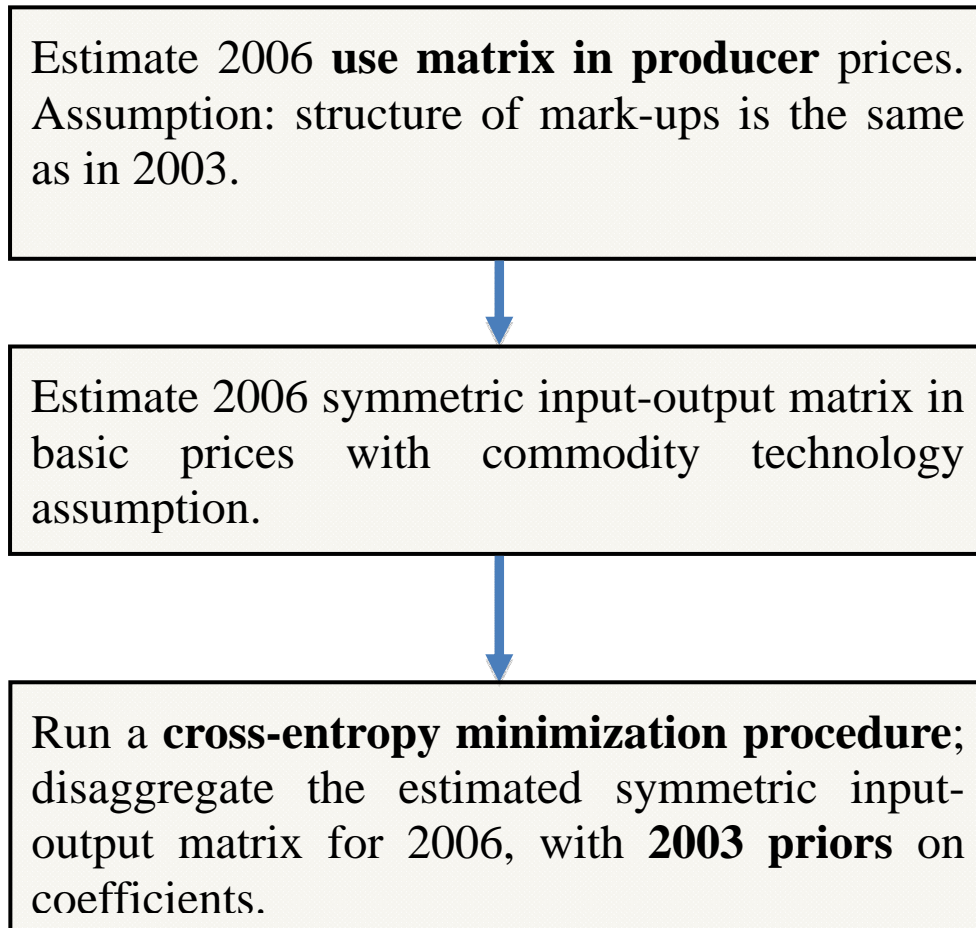 Estimate 2006 use matrix in producer prices.
Assumption: structure of mark-ups is the same
as in 2003.
Estimate 2006 symmetric input-output matrix in
basic prices with commodity technology
assumption.
Run a cross-entropy minimization procedure;
disaggregate the estimated symmetric input-
output matrix for 2006, with 2003 priors on
coefficients.